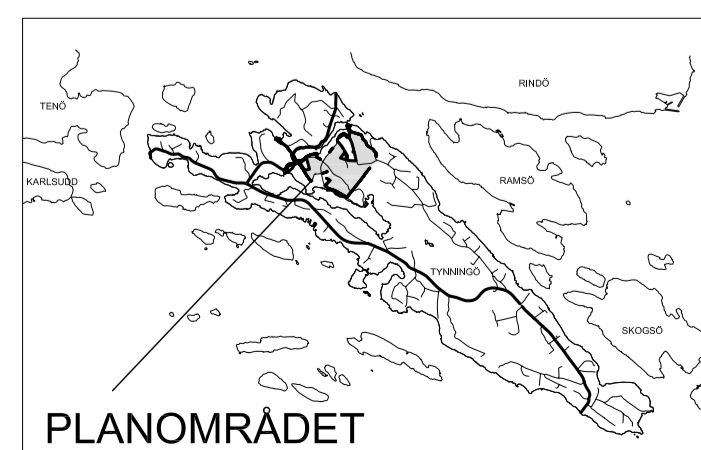 RINDÖ
TENÖ
KARLSUDD
RAMSÖ
TYNNINGÖ
SKOGSÖ
PLANOMRÅDET